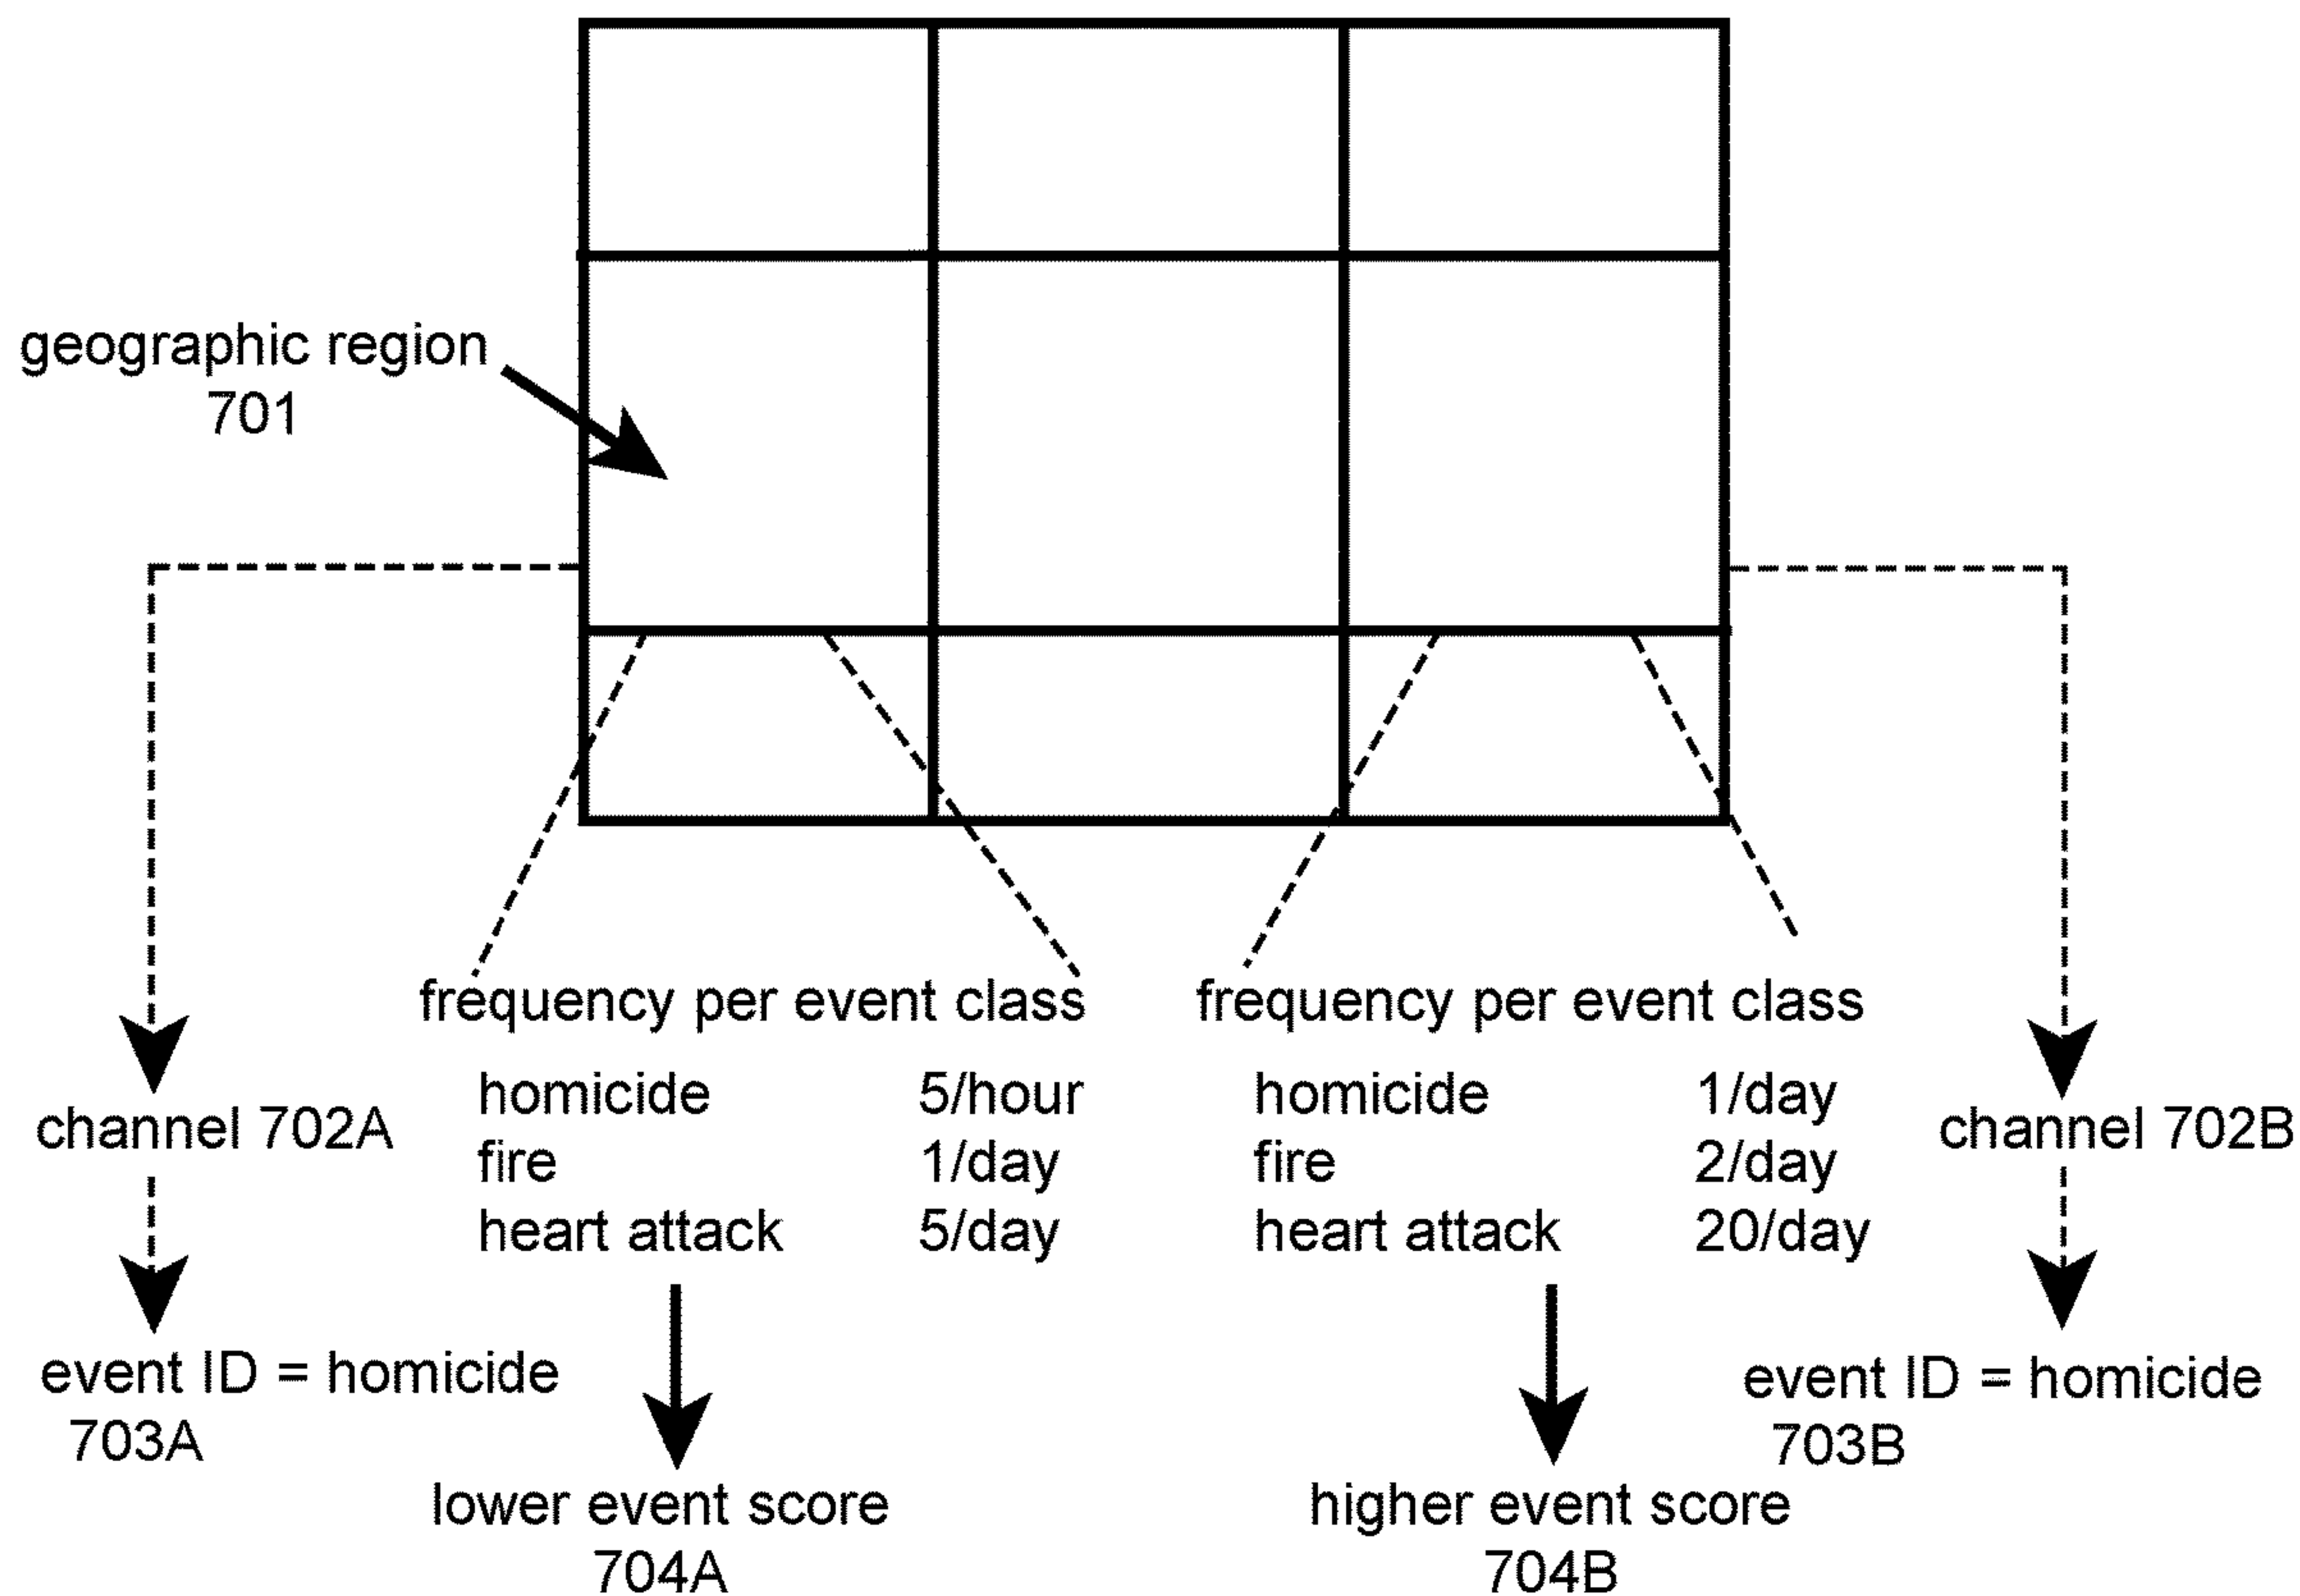 geographic region
701
channel 702A
event ID = homicide
703A
frequency per event class
homicide 5/hour
fire 1/day
heart attack 5/day
lower event score
704A
frequency per event class
homicide 1/day
fire 2/day
heart attack 20/day
higher event score
704B
channel 702B
event ID = homicide
703B